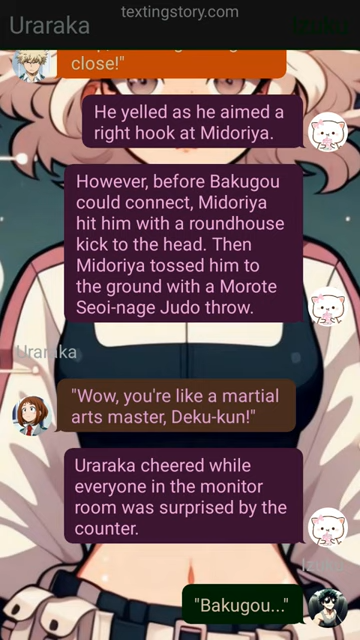 textingstory.com
Uraraka
Izuku
close!"
He yelled as he aimed a
right hook at Midoriya.
However, before Bakugou
could connect, Midoriya
hit him with a roundhouse
kick to the head. Then
Midoriya tossed him to
the ground with a Morote
Seoi-nage Judo throw.
Uraraka
"Wow, you're like a martial
arts master, Deku-kun!"
Uraraka cheered while
everyone in the monitor
room was surprised by the
counter.
Izuku
"Bakugou..."